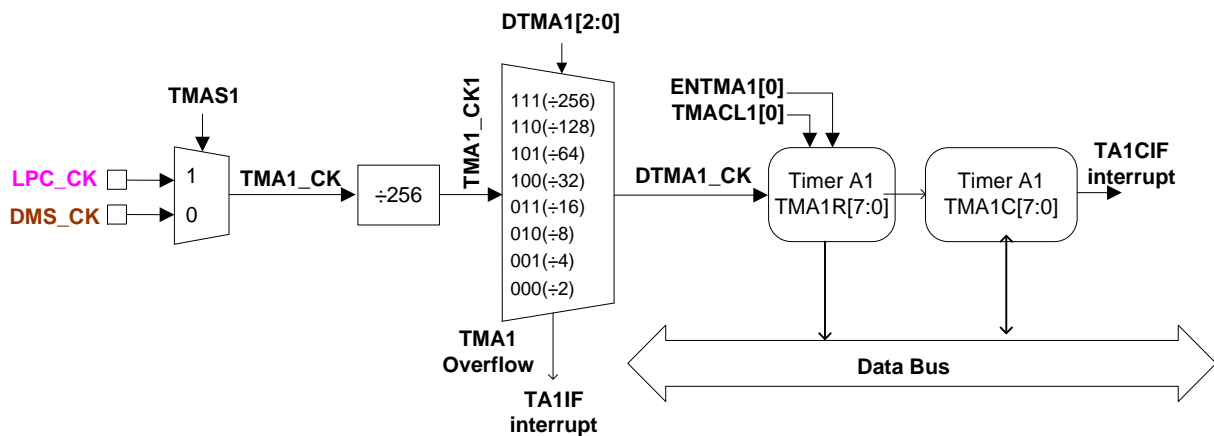 DTMA1[2:0]
TMAS1
LPC_CK
DMS_CK
1
0
TMA1_CK
÷256
TMA1_CK1
111(÷256)
110(÷128)
101(÷64)
100(÷32)
011(÷16)
010(÷8)
001(÷4)
000(÷2)
DTMA1_CK
ENTMA1[0]
TMACL1[0]
Timer A1
TMA1R[7:0]
Timer A1
TMA1C[7:0]
TA1CIF
interrupt
TMA1
Overflow
TA1IF
interrupt
Data Bus